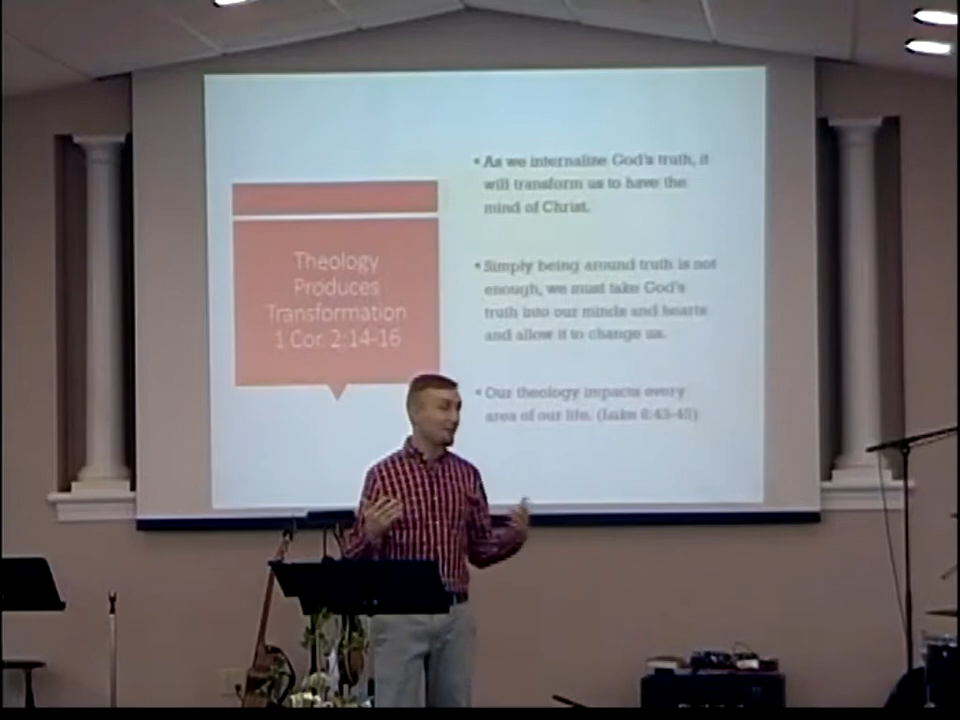 Theology
Produces
Transformation
1 Cor. 2:14-16
• As we internalize God's truth, it
will transform us to have the
mind of Christ.
• Simply being around truth is not
enough, we must take God's
truth into our minds and hearts
and allow it to change us.
• Our theology impacts every
area of our life. (Luke 6:43-45)